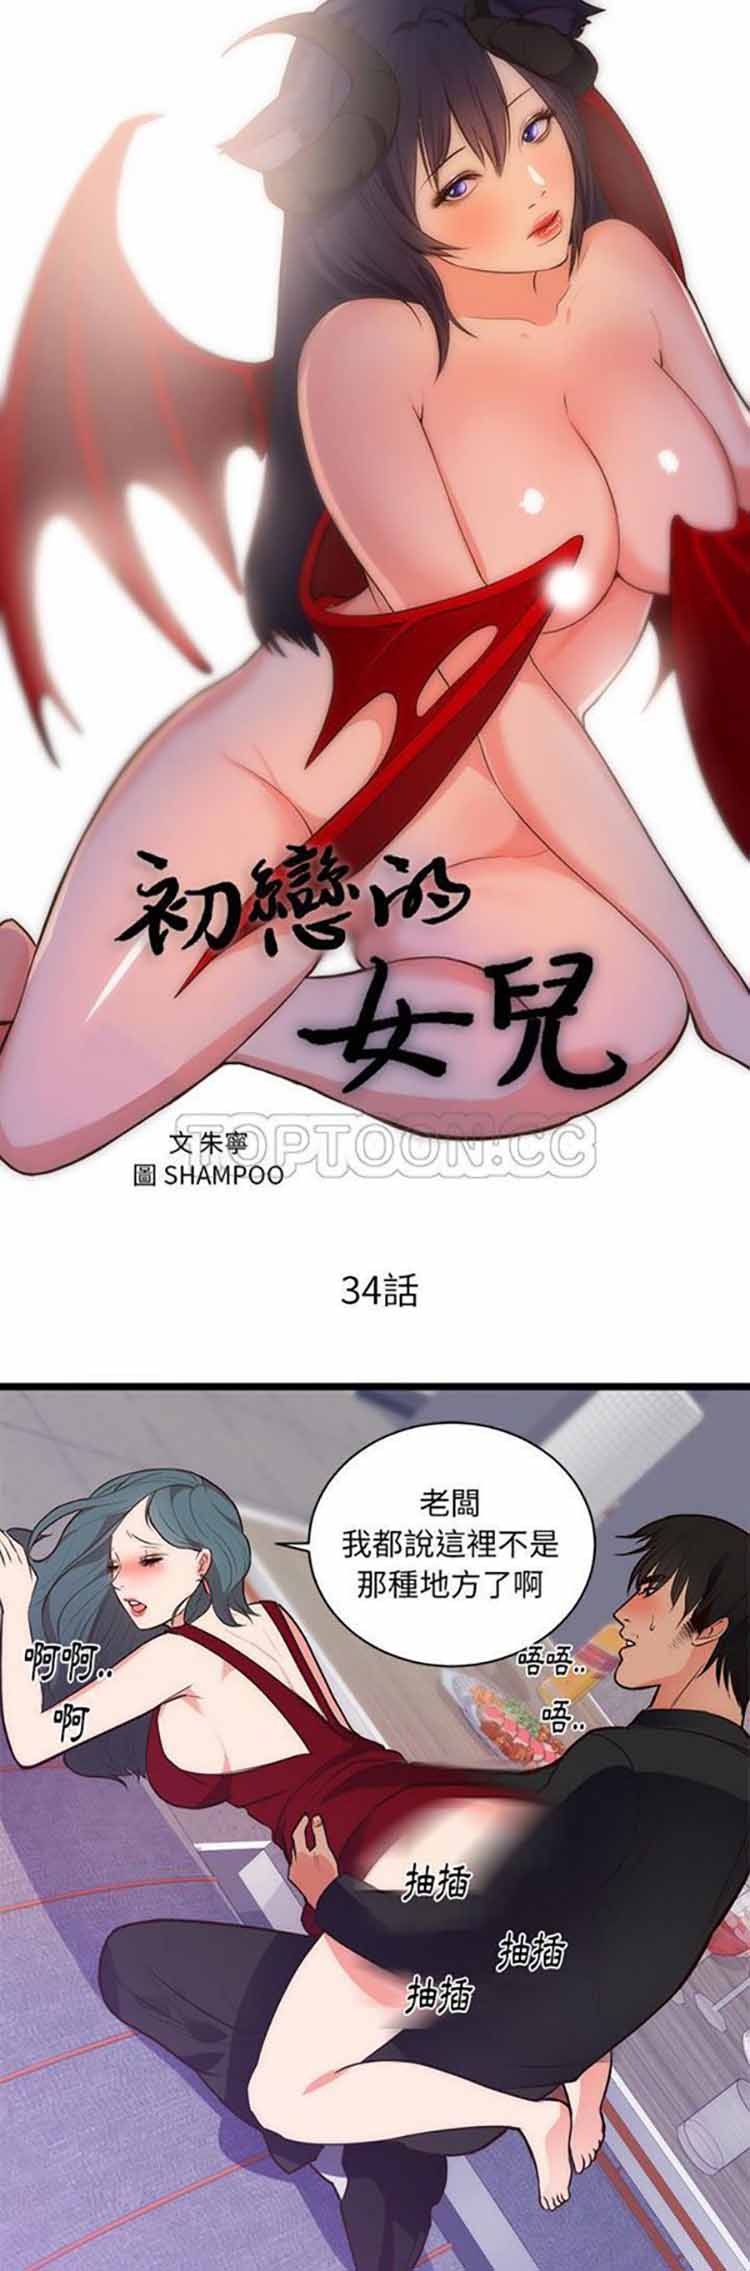 初戀的
女兒
TOPTOON.CC
文 朱寧
圖 SHAMPOO
34話
老闆
我都說這裡不是
那種地方了啊
啊啊..
啊
唔唔..
唔..
抽插
抽插
抽插